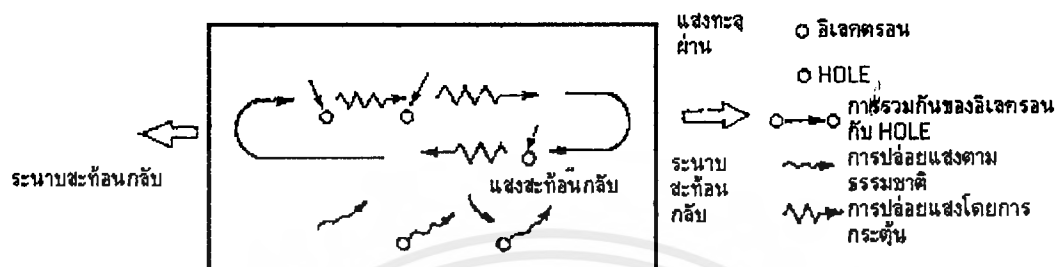 แสงทะลุ
ผ่าน
อิเลคตรอน
HOLE
การรวมกันของอิเลคตรอน
กับ HOLE
ระนาบสะท้อนกลับ
แสงสะท้อนกลับ
ระนาบ
สะท้อน
กลับ
การปล่อยแสงตาม
ธรรมชาติ
การปล่อยแสงโดยการ
กระตุ้น